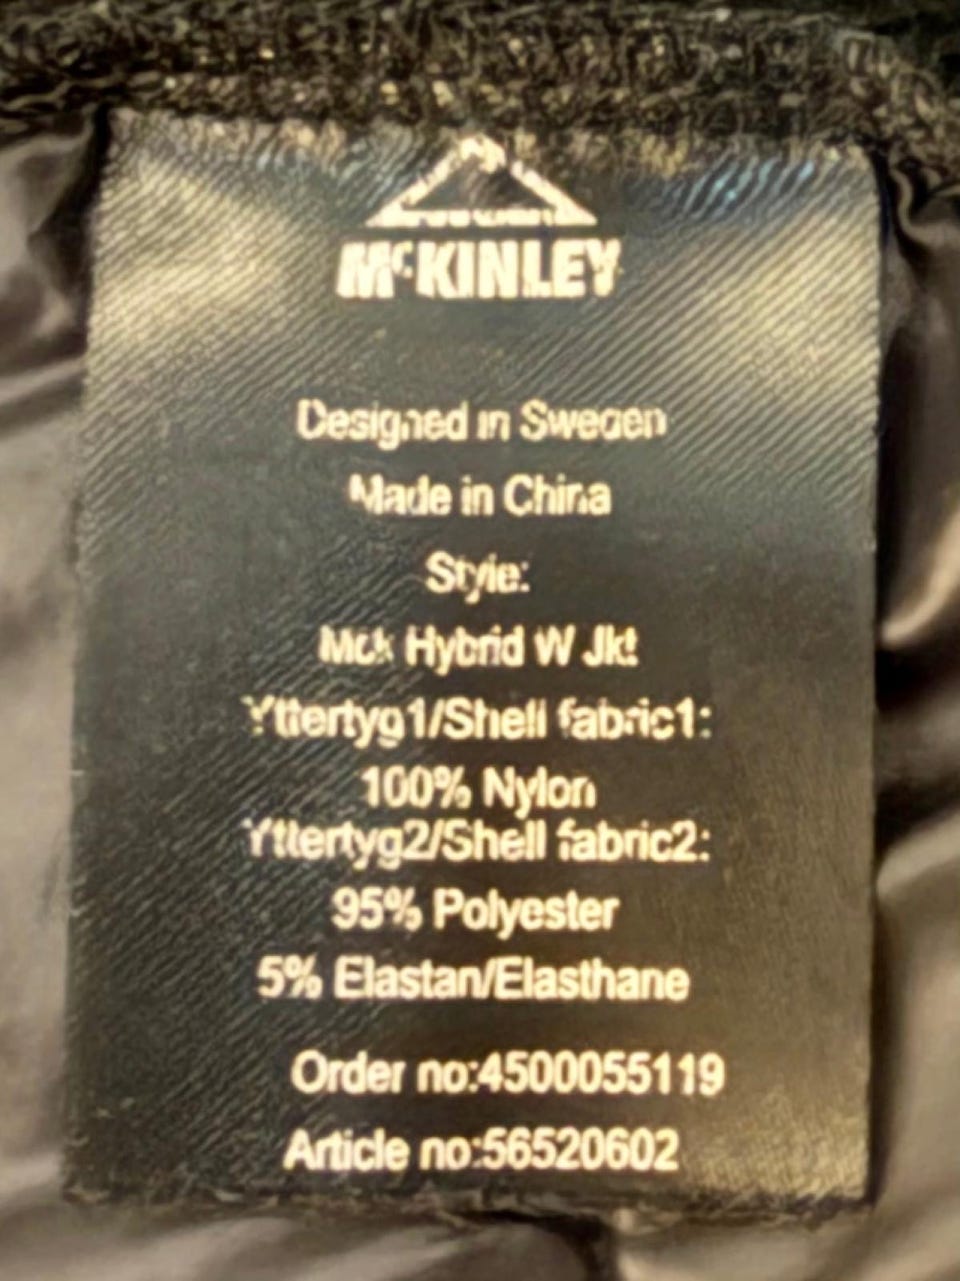 McKINLEY
Designed in Sweden
Made in China
Style:
Mck Hybrid W Jkt
Yttertyg1/Shell fabric1:
100% Nylon
Yttertyg2/Shell fabric2:
95% Polyester
5% Elastan/Elasthane
Order no:4500055119
Article no:56520602